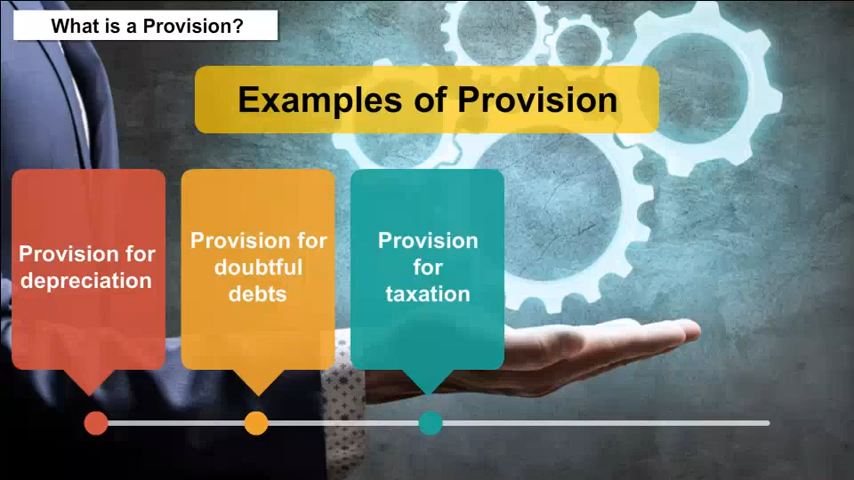 What is a Provision?
Examples of Provision
Provision for
depreciation
Provision for
doubtful
debts
Provision
for
taxation